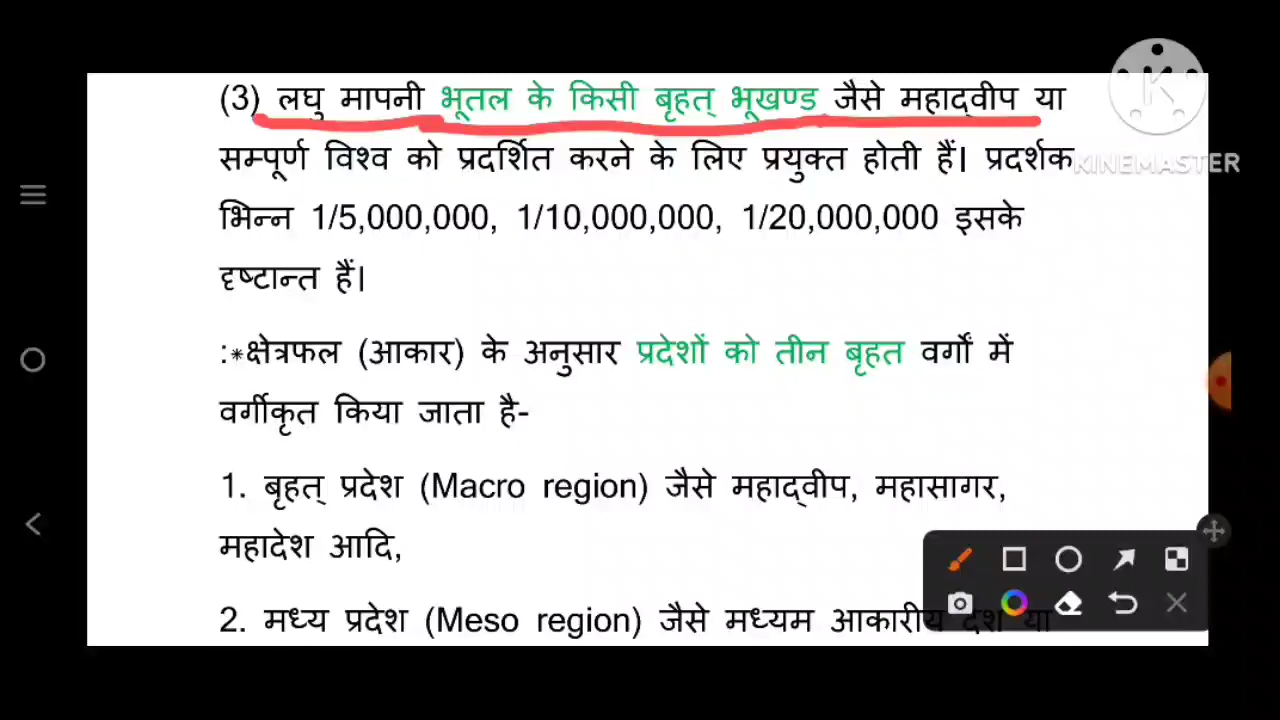 (3) लघु मापनी भूतल के किसी बृहत् भूखण्ड जैसे महाद्वीप या
सम्पूर्ण विश्व को प्रदर्शित करने के लिए प्रयुक्त होती हैं। प्रदर्शक
भिन्न 1/5,000,000, 1/10,000,000, 1/20,000,000 इसके
दृष्टान्त हैं।
:*क्षेत्रफल (आकार) के अनुसार प्रदेशों को तीन बृहत वर्गों में
वर्गीकृत किया जाता है-
1. बृहत् प्रदेश (Macro region) जैसे महाद्वीप, महासागर,
महादेश आदि,
2. मध्य प्रदेश (Meso region) जैसे मध्यम आकारीय देश या
KINEMASTER